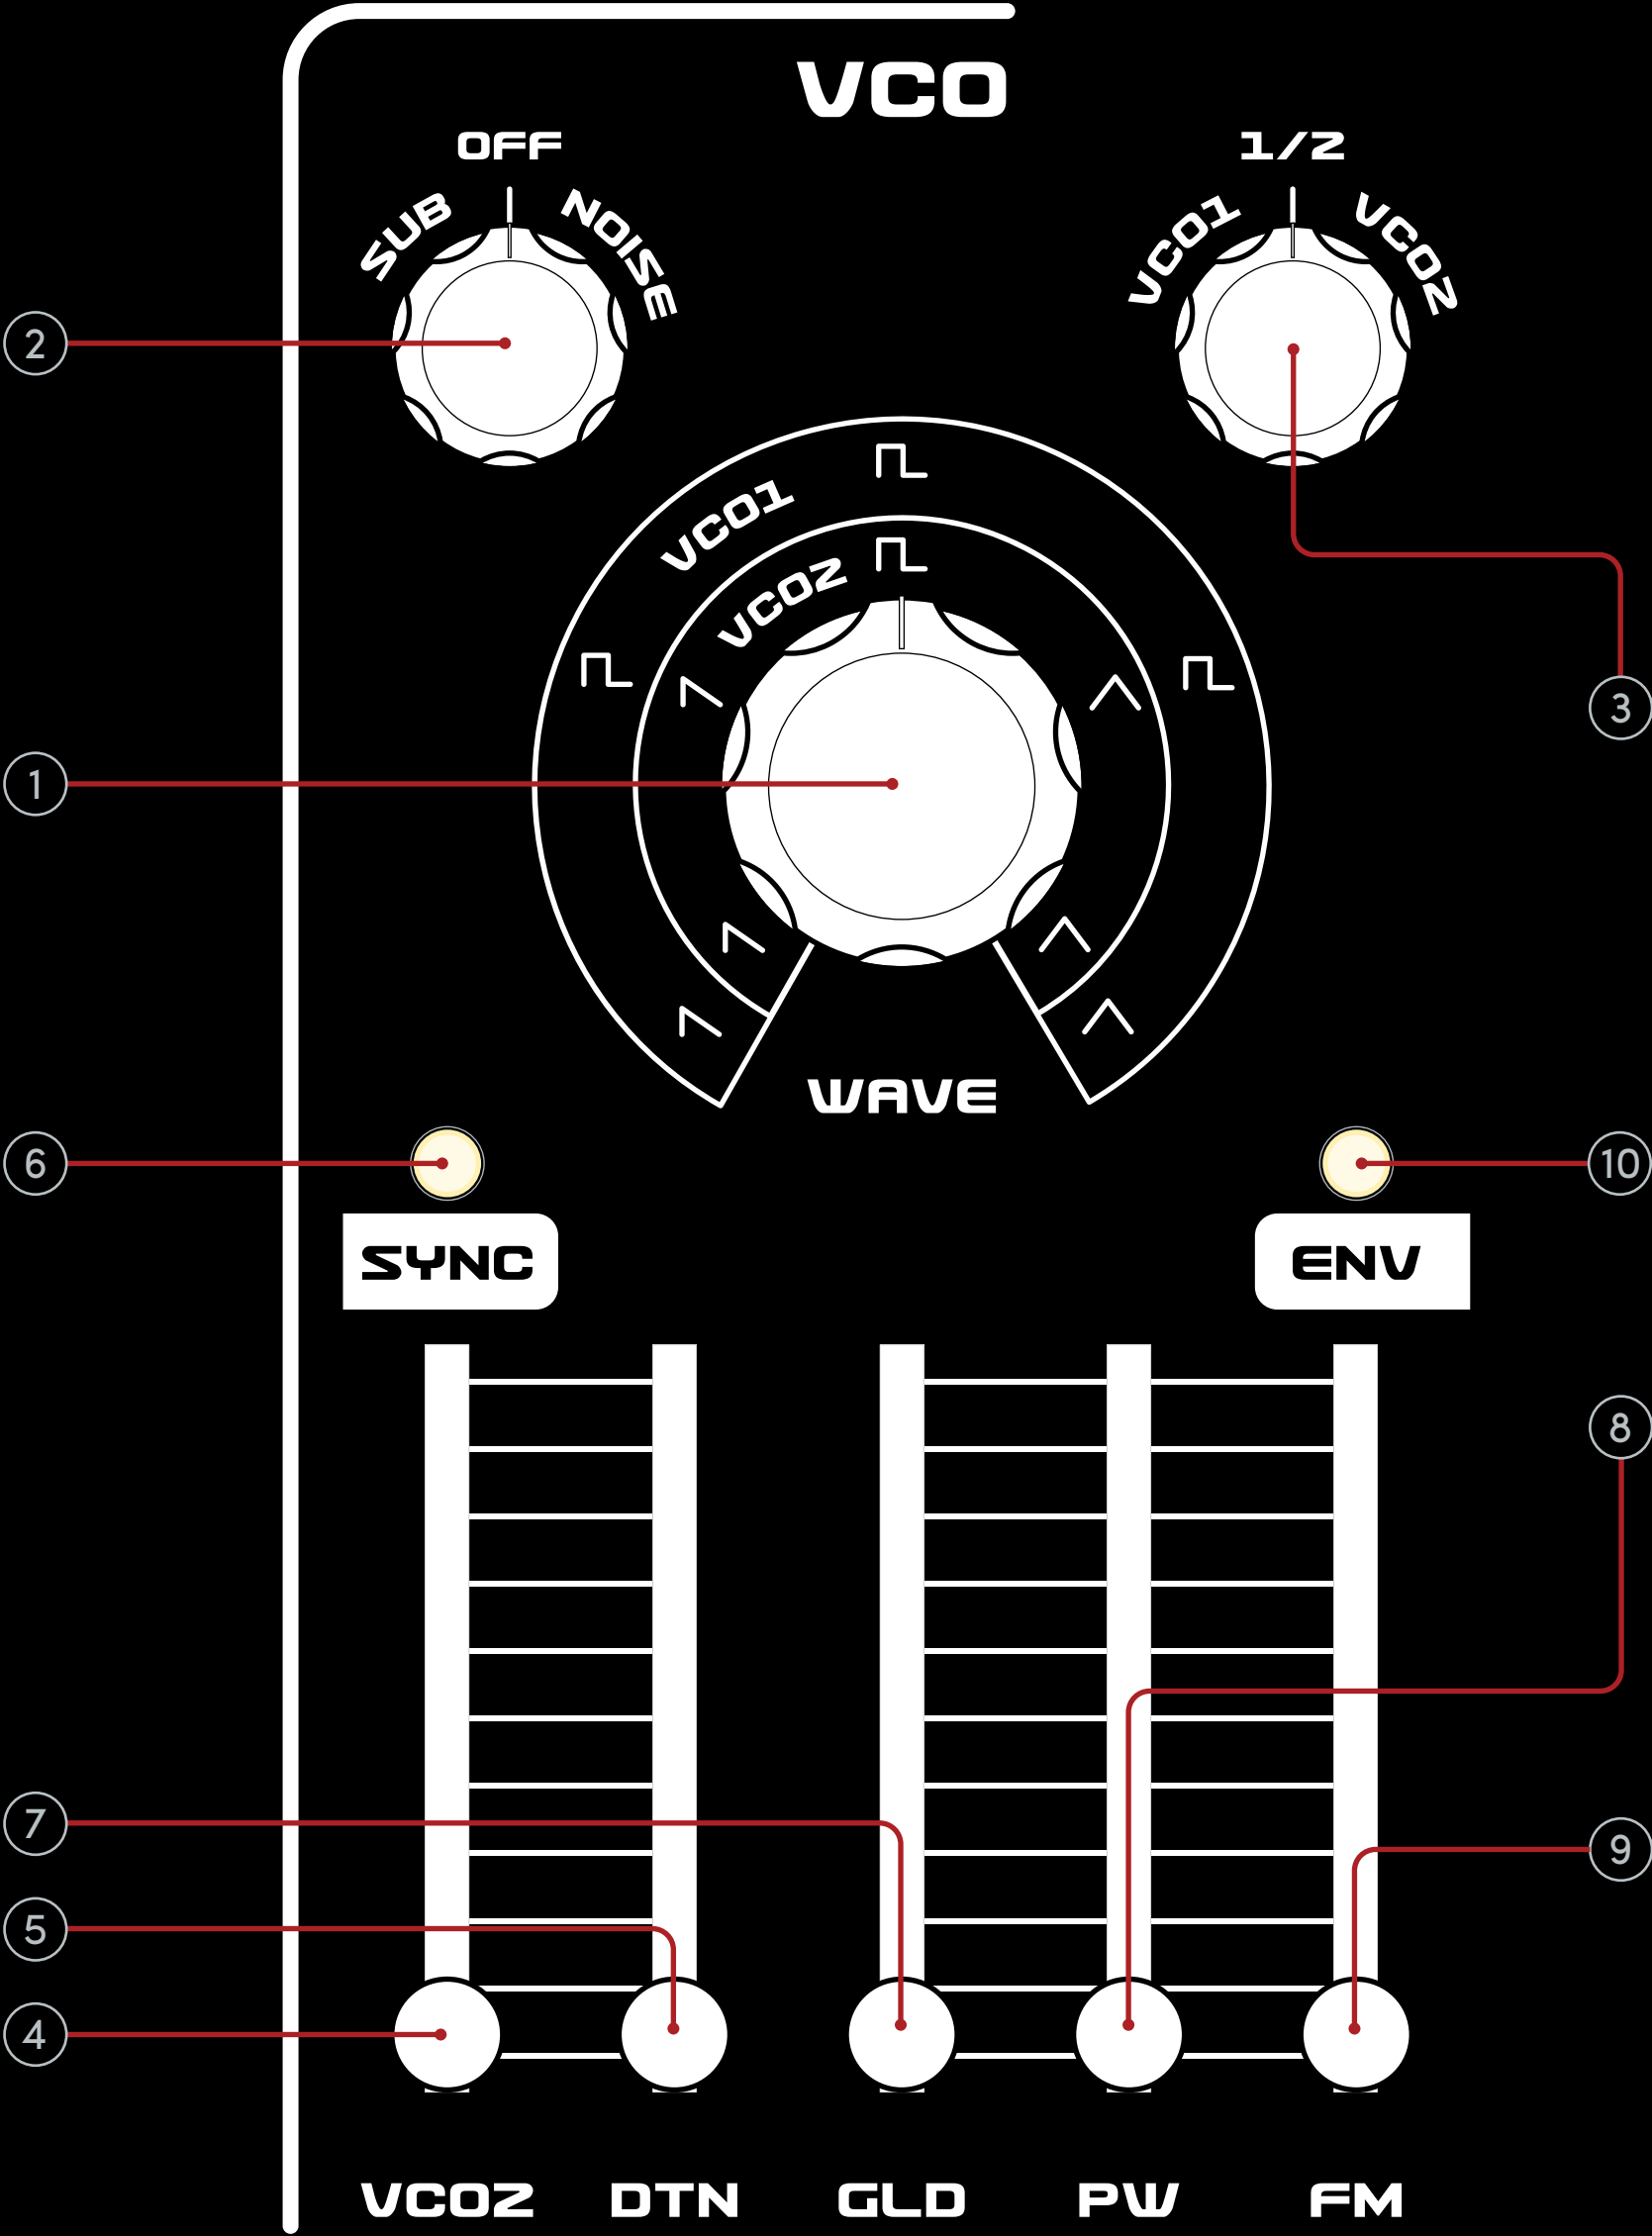 VCO
OFF
1/2
SUB
NOISE
VCO1
VCO2
2
VCO1
VCO2
3
1
WAVE
6
10
SYNC
ENV
8
7
9
5
4
VCO2 DTN GLD PW FM